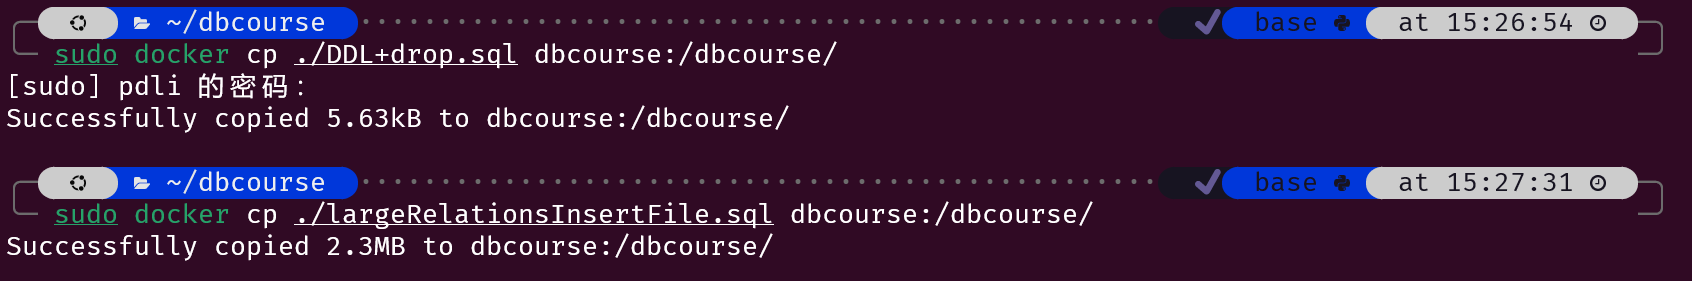 ~/dbcourse base at 15:26:54
sudo docker cp ./DDL+drop.sql dbcourse:/dbcourse/
[sudo] pdli 的密码：
Successfully copied 5.63kB to dbcourse:/dbcourse/
~/dbcourse base at 15:27:31
sudo docker cp ./largeRelationsInsertFile.sql dbcourse:/dbcourse/
Successfully copied 2.3MB to dbcourse:/dbcourse/